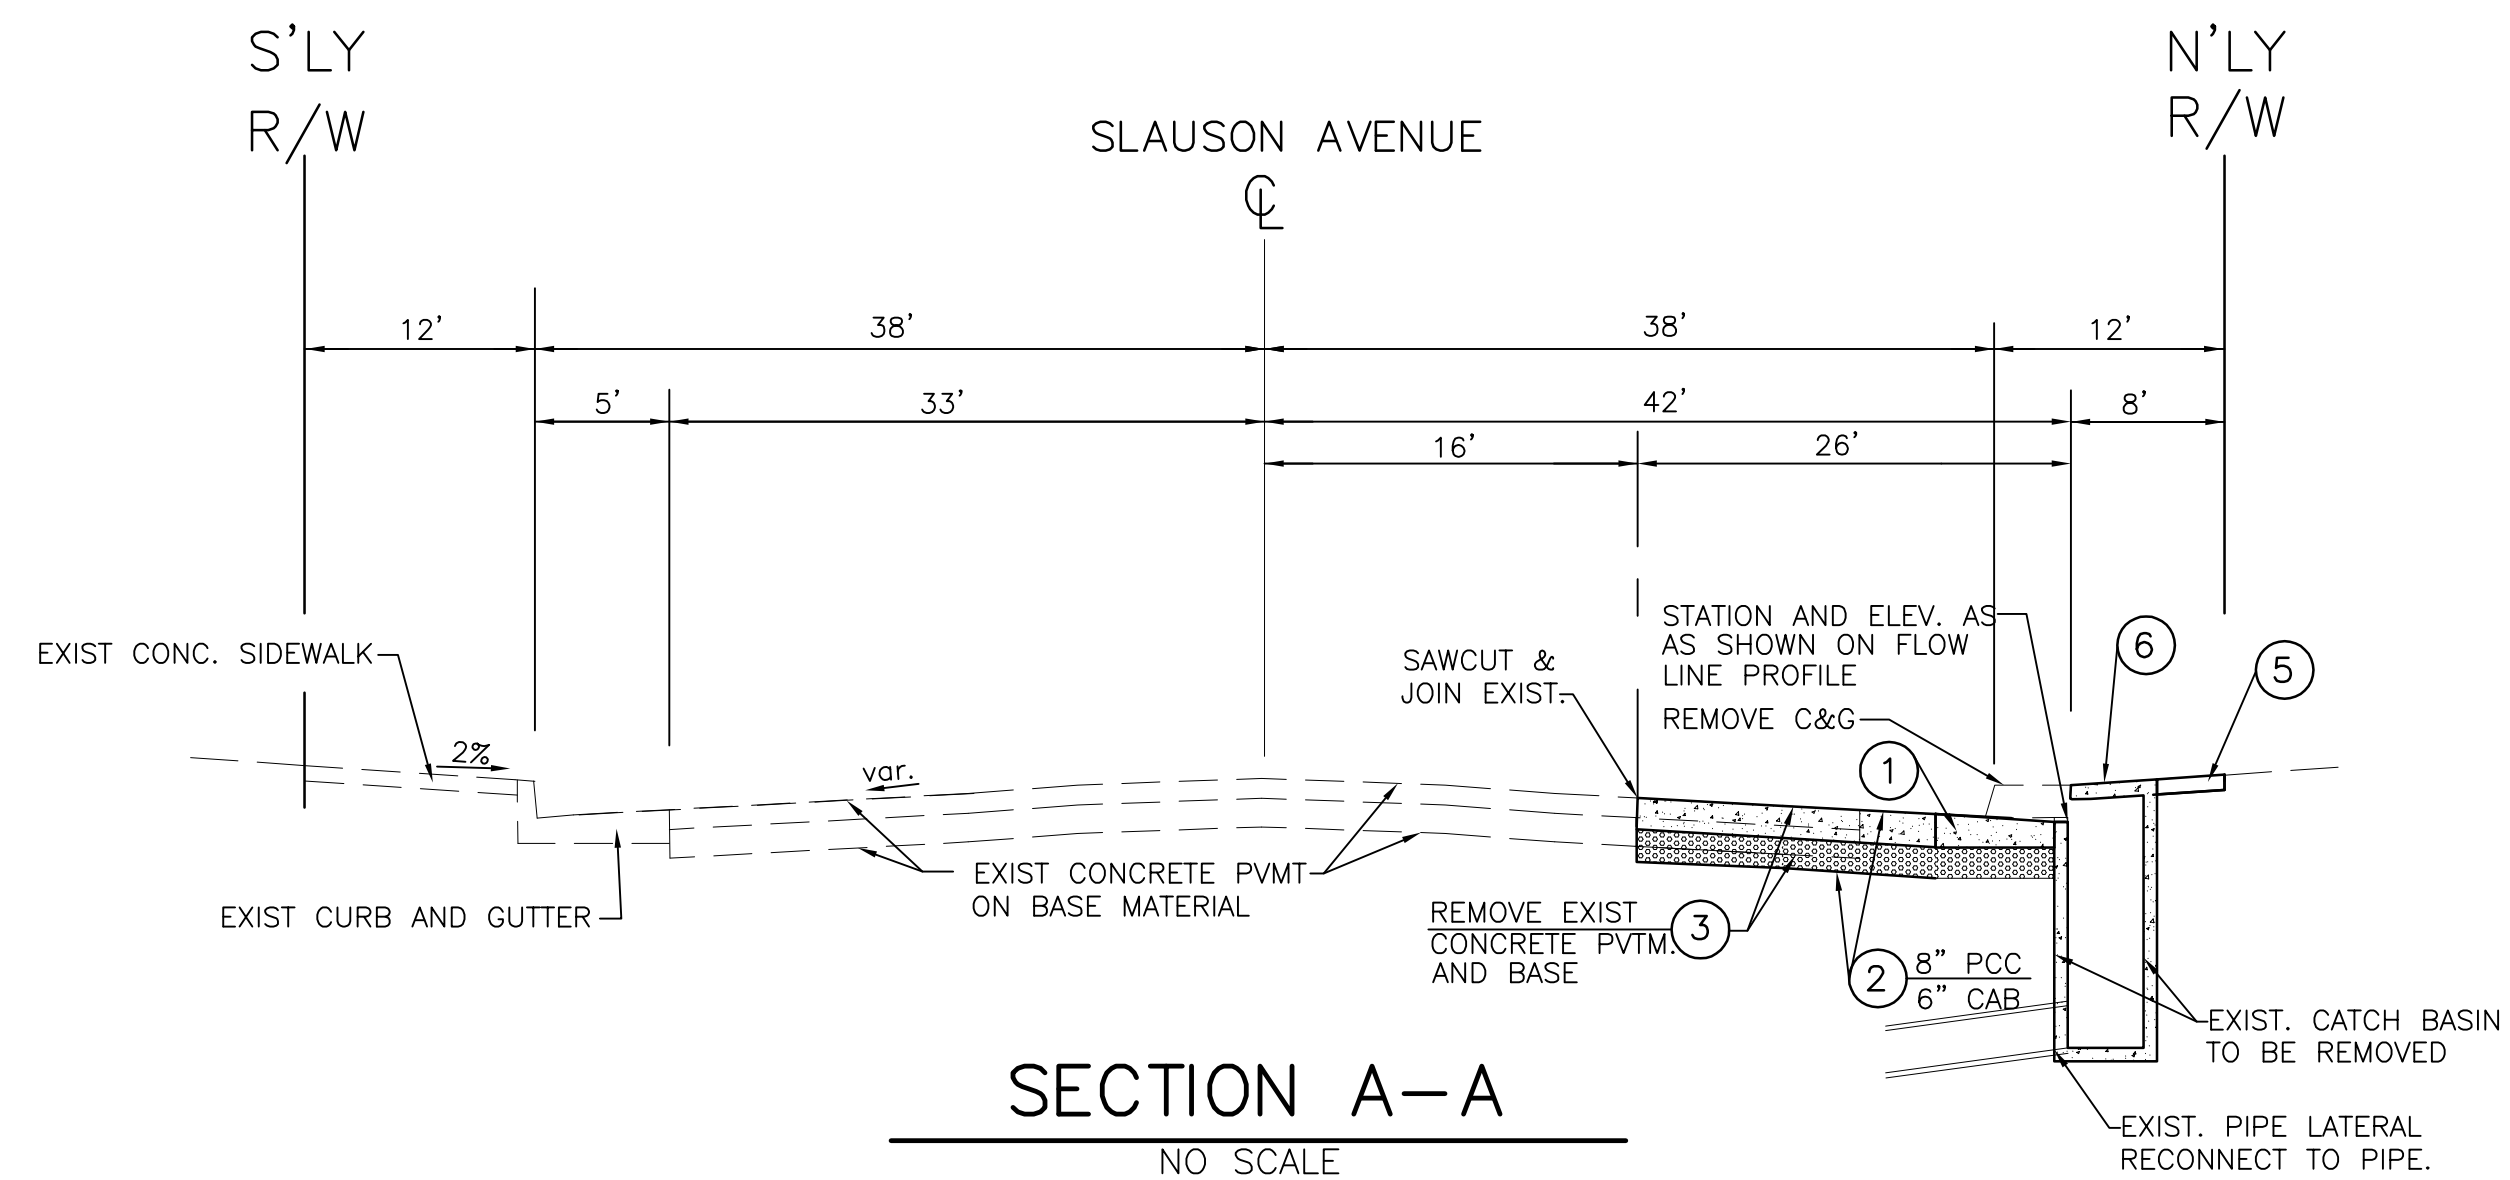 S'LY
R/W
N'LY
R/W
SLAUSON AVENUE
CL
12'
38'
38'
12'
5'
33'
42'
8'
16'
26'
EXIST CONC. SIDEWALK
2%
var.
SAWCUT &
JOIN EXIST.
STATION AND ELEV. AS
AS SHOWN ON FLOW
LINE PROFILE
REMOVE C&G
6
5
1
EXIST CONCRETE PVMT
ON BASE MATERIAL
EXIST CURB AND GUTTER
REMOVE EXIST
CONCRETE PVTM.
AND BASE
3
2
8" PCC
6" CAB
EXIST. CATCH BASIN
TO BE REMOVED
EXIST. PIPE LATERAL
RECONNECT TO PIPE.
SECTION A-A
NO SCALE